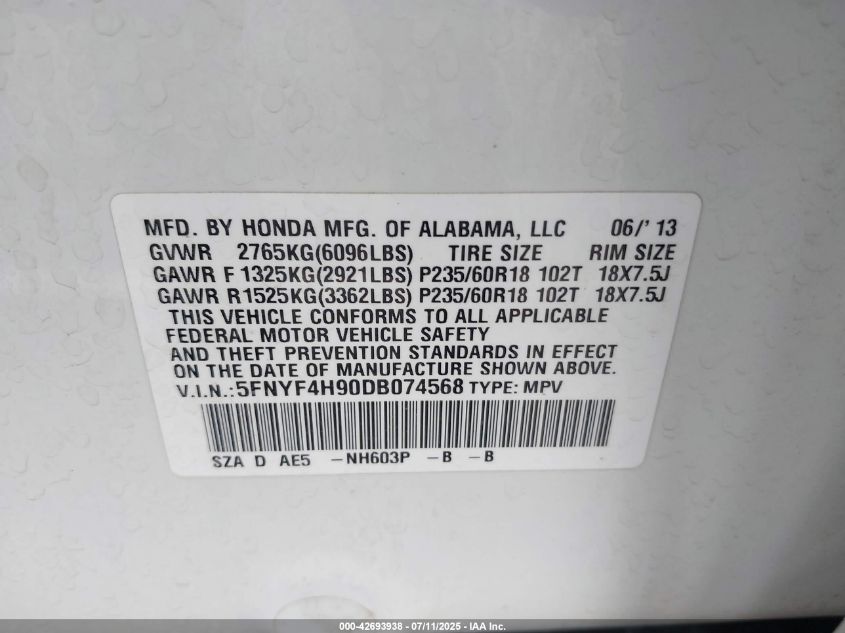 MFD. BY HONDA MFG. OF ALABAMA, LLC 06/' 13
GVWR 2765KG(6096LBS) TIRE SIZE RIM SIZE
GAWR F 1325KG(2921LBS) P235/60R18 102T 18X7.5J
GAWR R1525KG(3362LBS) P235/60R18 102T 18X7.5J
THIS VEHICLE CONFORMS TO ALL APPLICABLE
FEDERAL MOTOR VEHICLE SAFETY
AND THEFT PREVENTION STANDARDS IN EFFECT
ON THE DATE OF MANUFACTURE SHOWN ABOVE.
V.I.N.:5FNYF4H90DB074568 TYPE: MPV
SZA D AE5 -NH603P -B -B
000-42693938 - 07/11/2025 - IAA Inc.